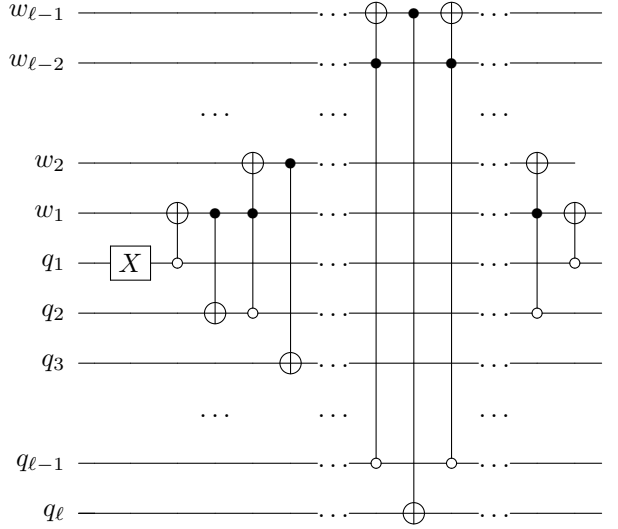 w_{ℓ−1} ... ...
w_{ℓ−2} ... ...
... ... ...
w_2 ... ...
w_1 ... ...
q_1 X ... ...
q_2 ... ...
q_3 ... ...
... ... ...
q_{ℓ−1} ... ...
q_ℓ ... ...